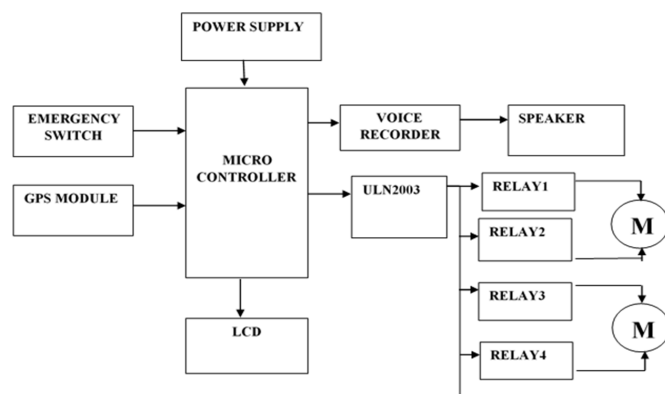 POWER SUPPLY
EMERGENCY
SWITCH
GPS MODULE
MICRO
CONTROLLER
LCD
VOICE
RECORDER
SPEAKER
ULN2003
RELAY1
RELAY2
M
RELAY3
RELAY4
M